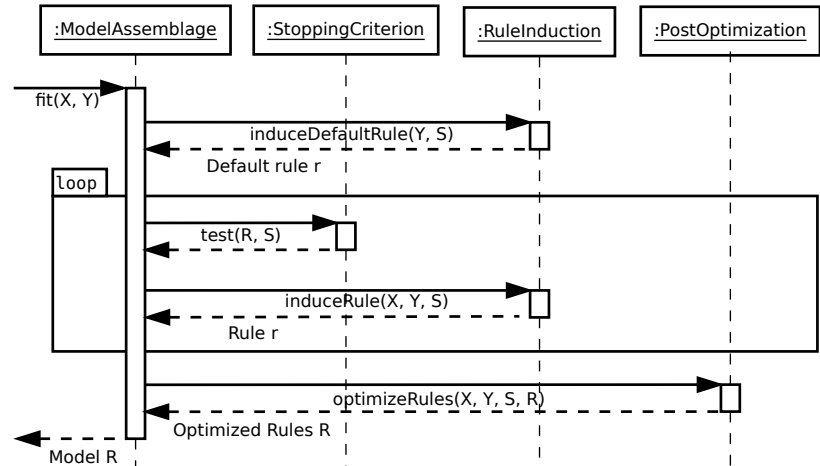 :ModelAssemblage :StoppingCriterion :RuleInduction :PostOptimization
fit(X, Y)
induceDefaultRule(Y, S)
Default rule r
loop
test(R, S)
induceRule(X, Y, S)
Rule r
optimizeRules(X, Y, S, R)
Optimized Rules R
Model R